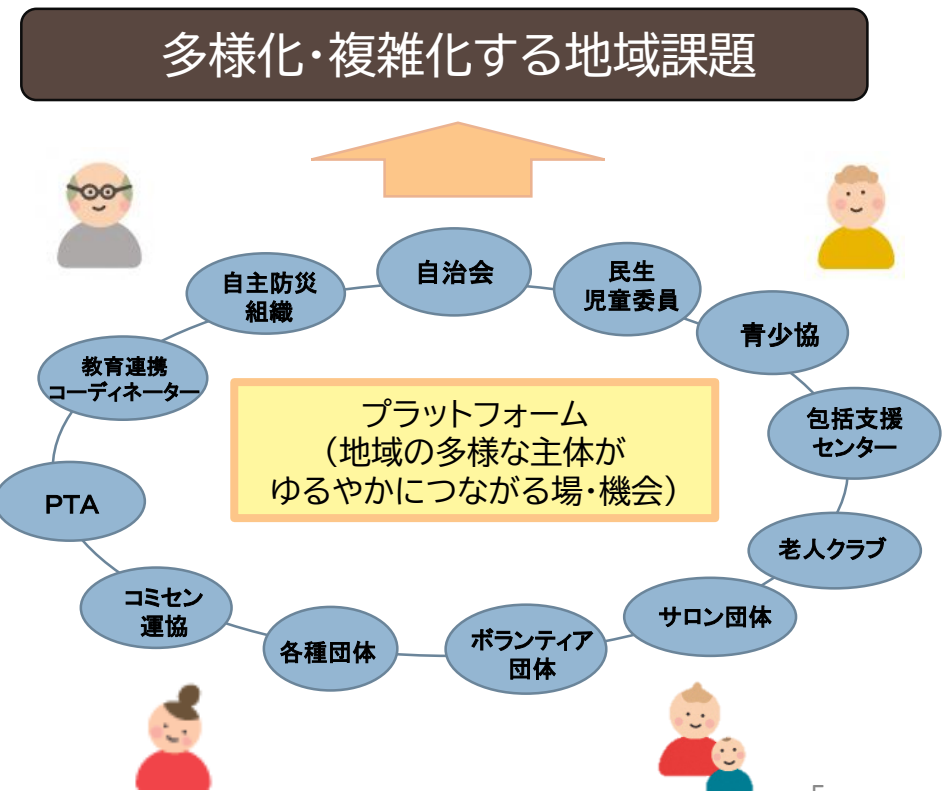 多様化・複雑化する地域課題
自治会
民生
児童委員
青少協
包括支援
センター
老人クラブ
サロン団体
ボランティア
団体
各種団体
コミセン
運協
PTA
教育連携
コーディネーター
自主防災
組織
プラットフォーム
（地域の多様な主体が
ゆるやかにつながる場・機会）